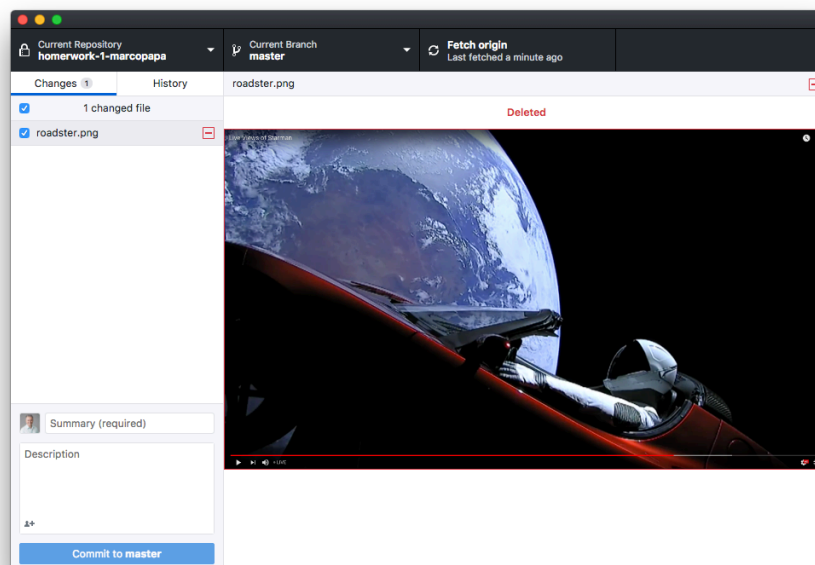 Current Repository
homerwork-1-marcopapa
Current Branch
master
Fetch origin
Last fetched a minute ago
Changes 1
History
roadster.png
1 changed file
Deleted
roadster.png
Live Views of Starman
LIVE
Summary (required)
Description
Commit to master